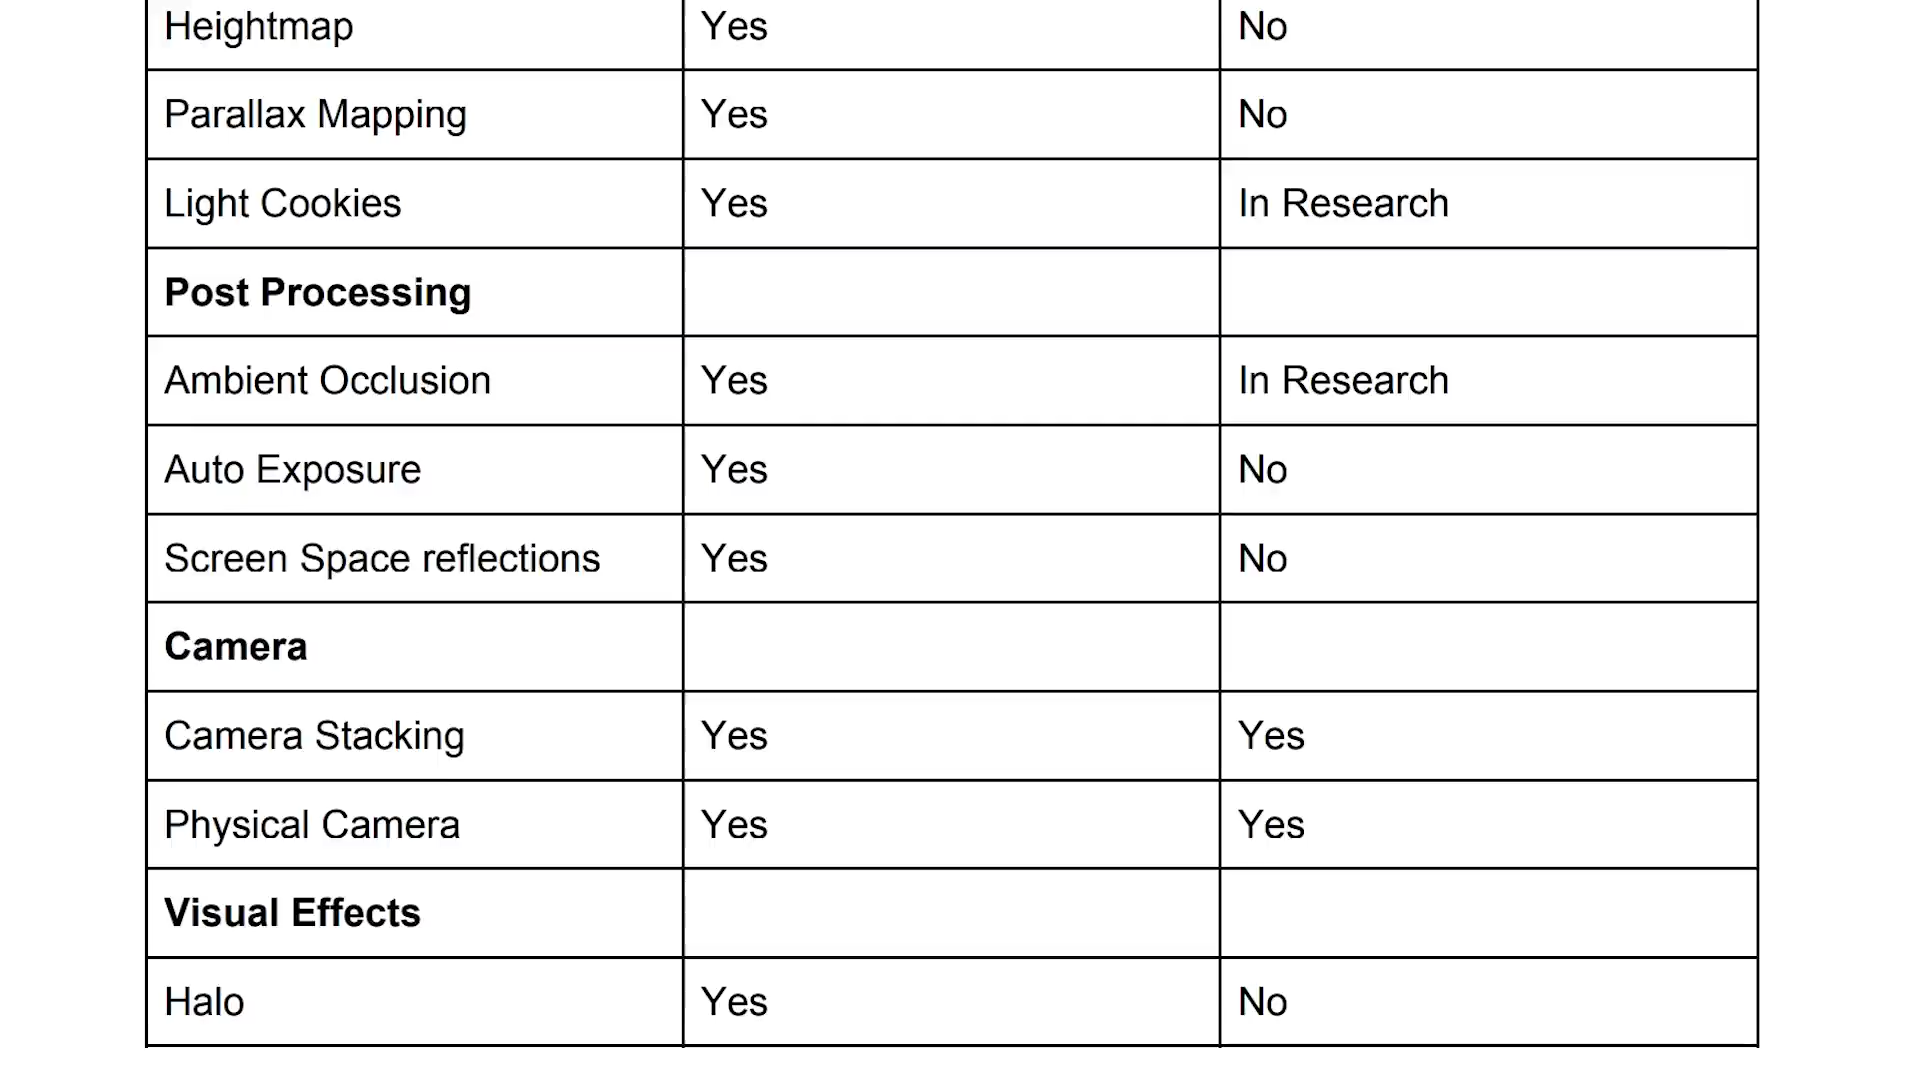 Heightmap Yes No
Parallax Mapping Yes No
Light Cookies Yes In Research
Post Processing
Ambient Occlusion Yes In Research
Auto Exposure Yes No
Screen Space reflections Yes No
Camera
Camera Stacking Yes Yes
Physical Camera Yes Yes
Visual Effects
Halo Yes No